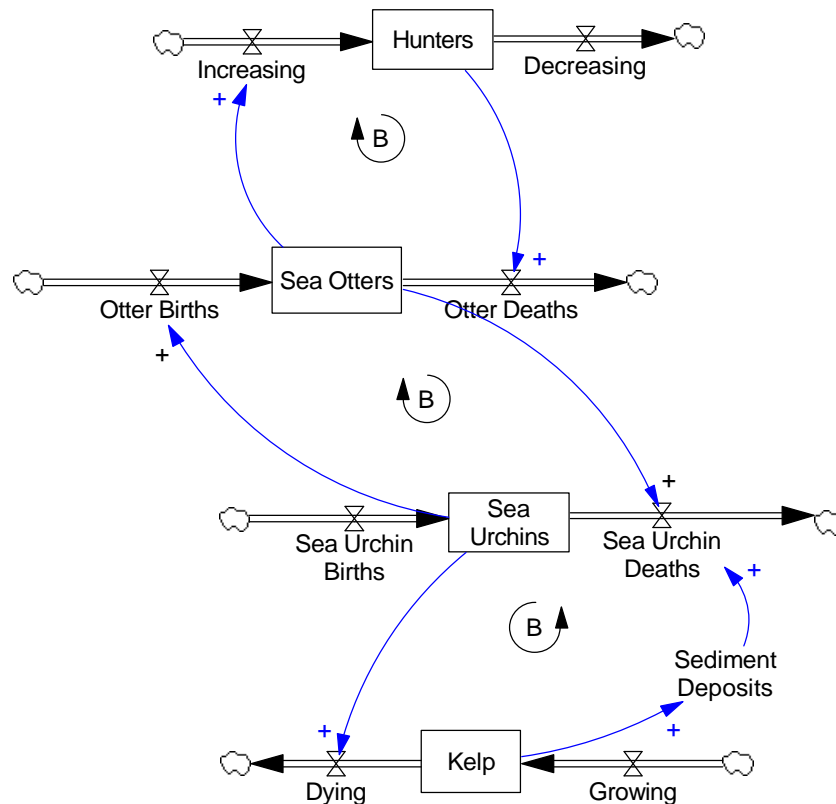 Hunters
Increasing
Decreasing
+
B
Sea Otters
+
Otter Births
Otter Deaths
+
B
+
Sea
Urchins
Sea Urchin
Births
Sea Urchin
Deaths
+
B
Sediment
Deposits
+
+
Kelp
Dying
Growing